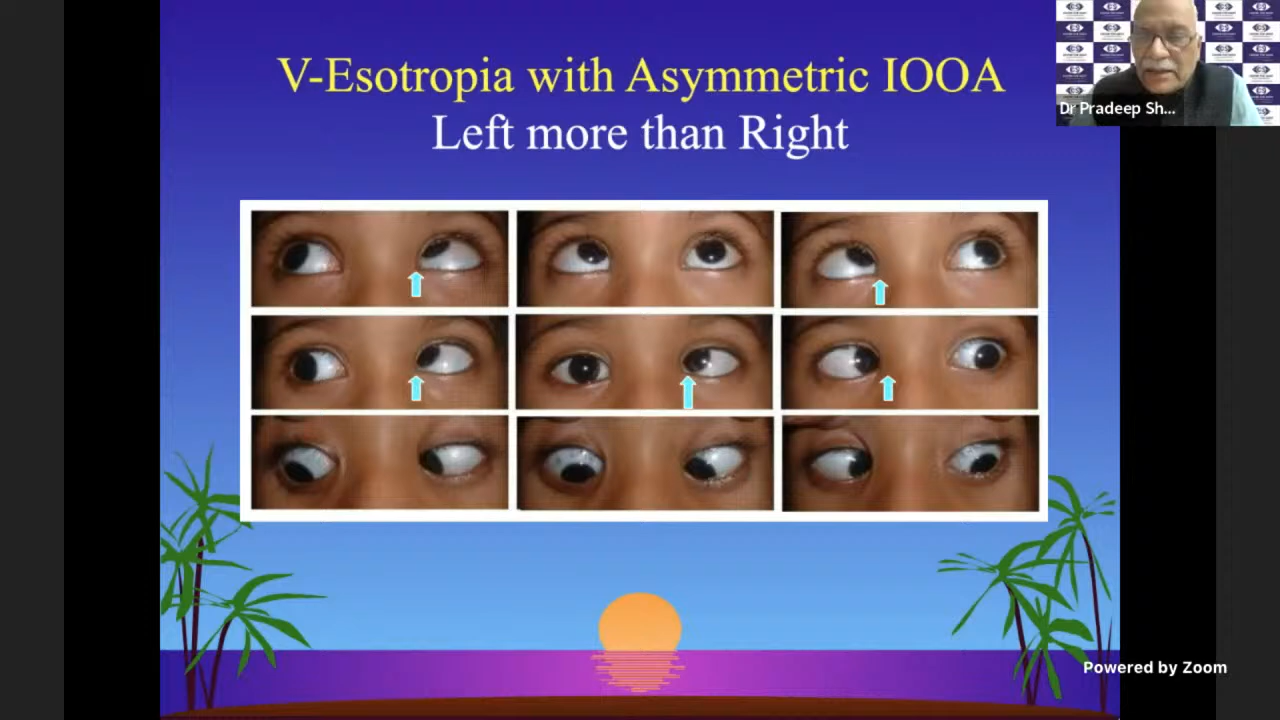 V-Esotropia with Asymmetric IOOA
Left more than Right
Dr Pradeep Sh...
Powered by Zoom